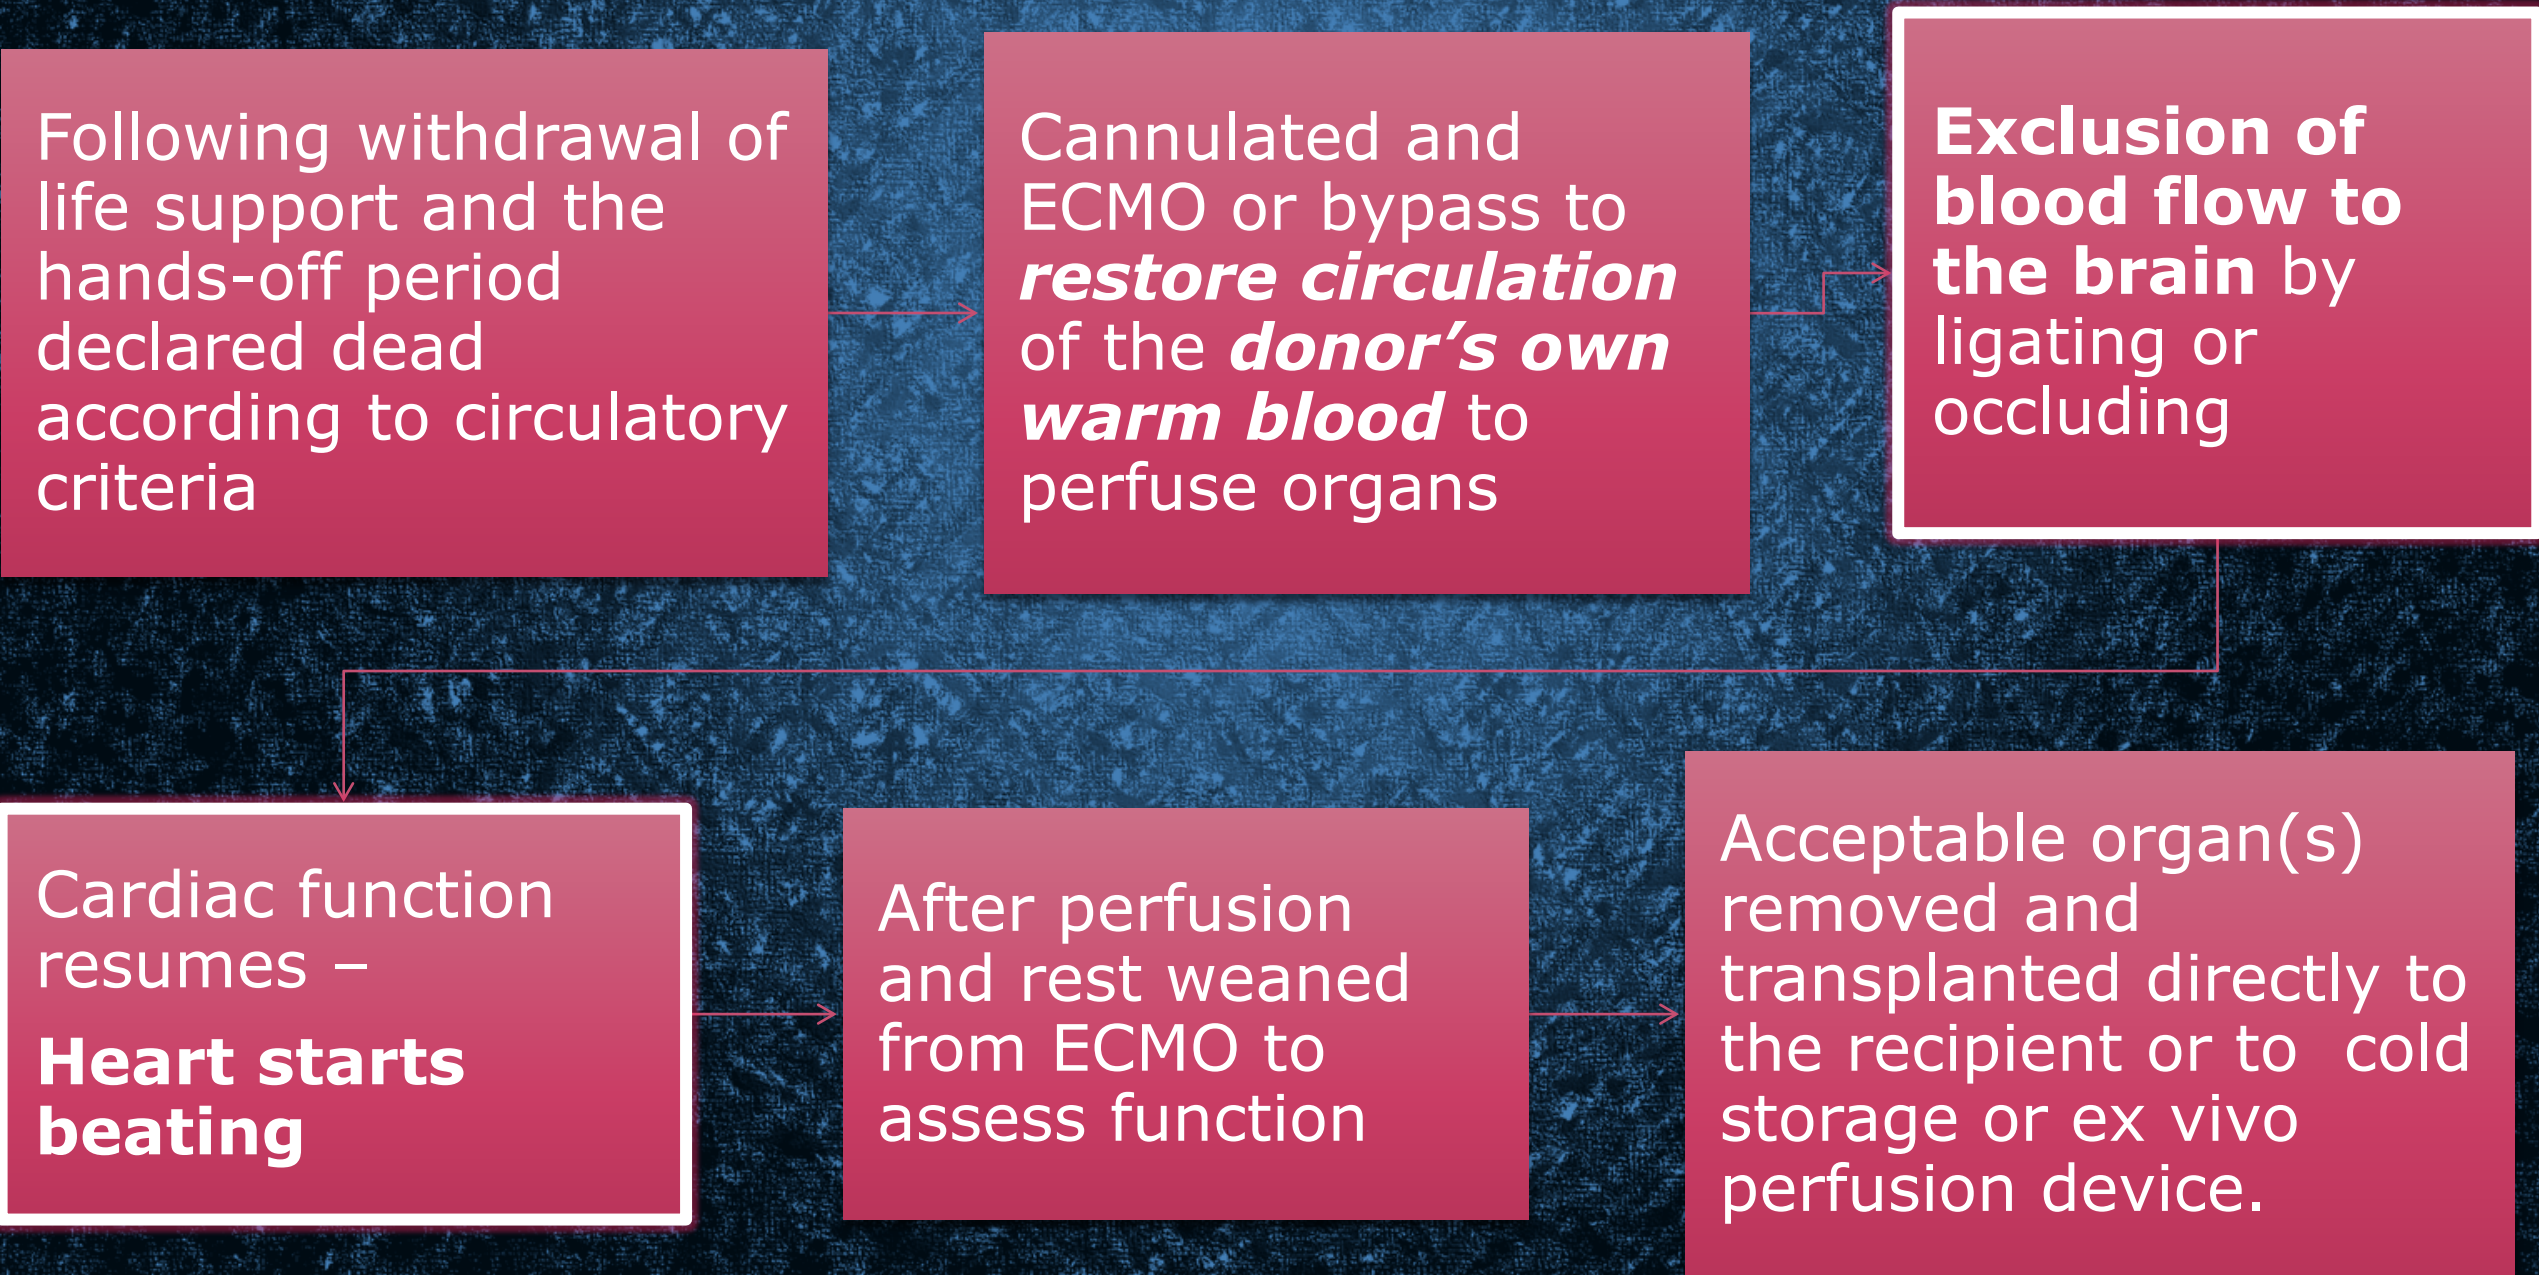 Following withdrawal of
life support and the
hands-off period
declared dead
according to circulatory
criteria
Cannulated and
ECMO or bypass to
restore circulation
of the donor’s own
warm blood to
perfuse organs
Exclusion of
blood flow to
the brain by
ligating or
occluding
Cardiac function
resumes –
Heart starts
beating
After perfusion
and rest weaned
from ECMO to
assess function
Acceptable organ(s)
removed and
transplanted directly to
the recipient or to  cold
storage or ex vivo
perfusion device.